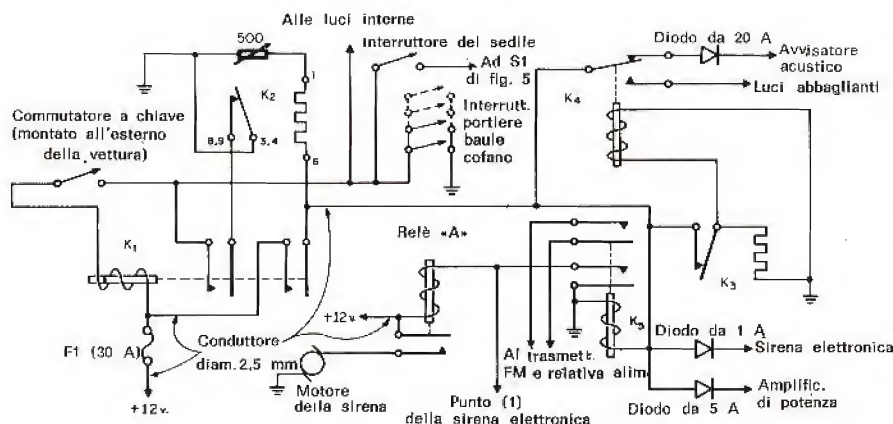 Alle luci interne
500
1
K2
8,9
3,4
6
Commutatore a chiave
(montato all'esterno
della vettura)
Interruttore del sedile
Ad S1
di fig. 5
Interrutt.
portiere
baule
cofano
Diodo da 20 A
Avvisatore
acustico
Luci abbaglianti
K4
K1
Relè «A»
K3
+12v.
Conduttore
diam. 2,5 mm
F1 (30 A)
+12v.
Motore
della sirena
Punto (1)
della sirena elettronica
Al trasmett.
FM e relativa alim.
K5
Diodo da 1 A
Sirena elettronica
Diodo da 5 A
Amplific.
di potenza